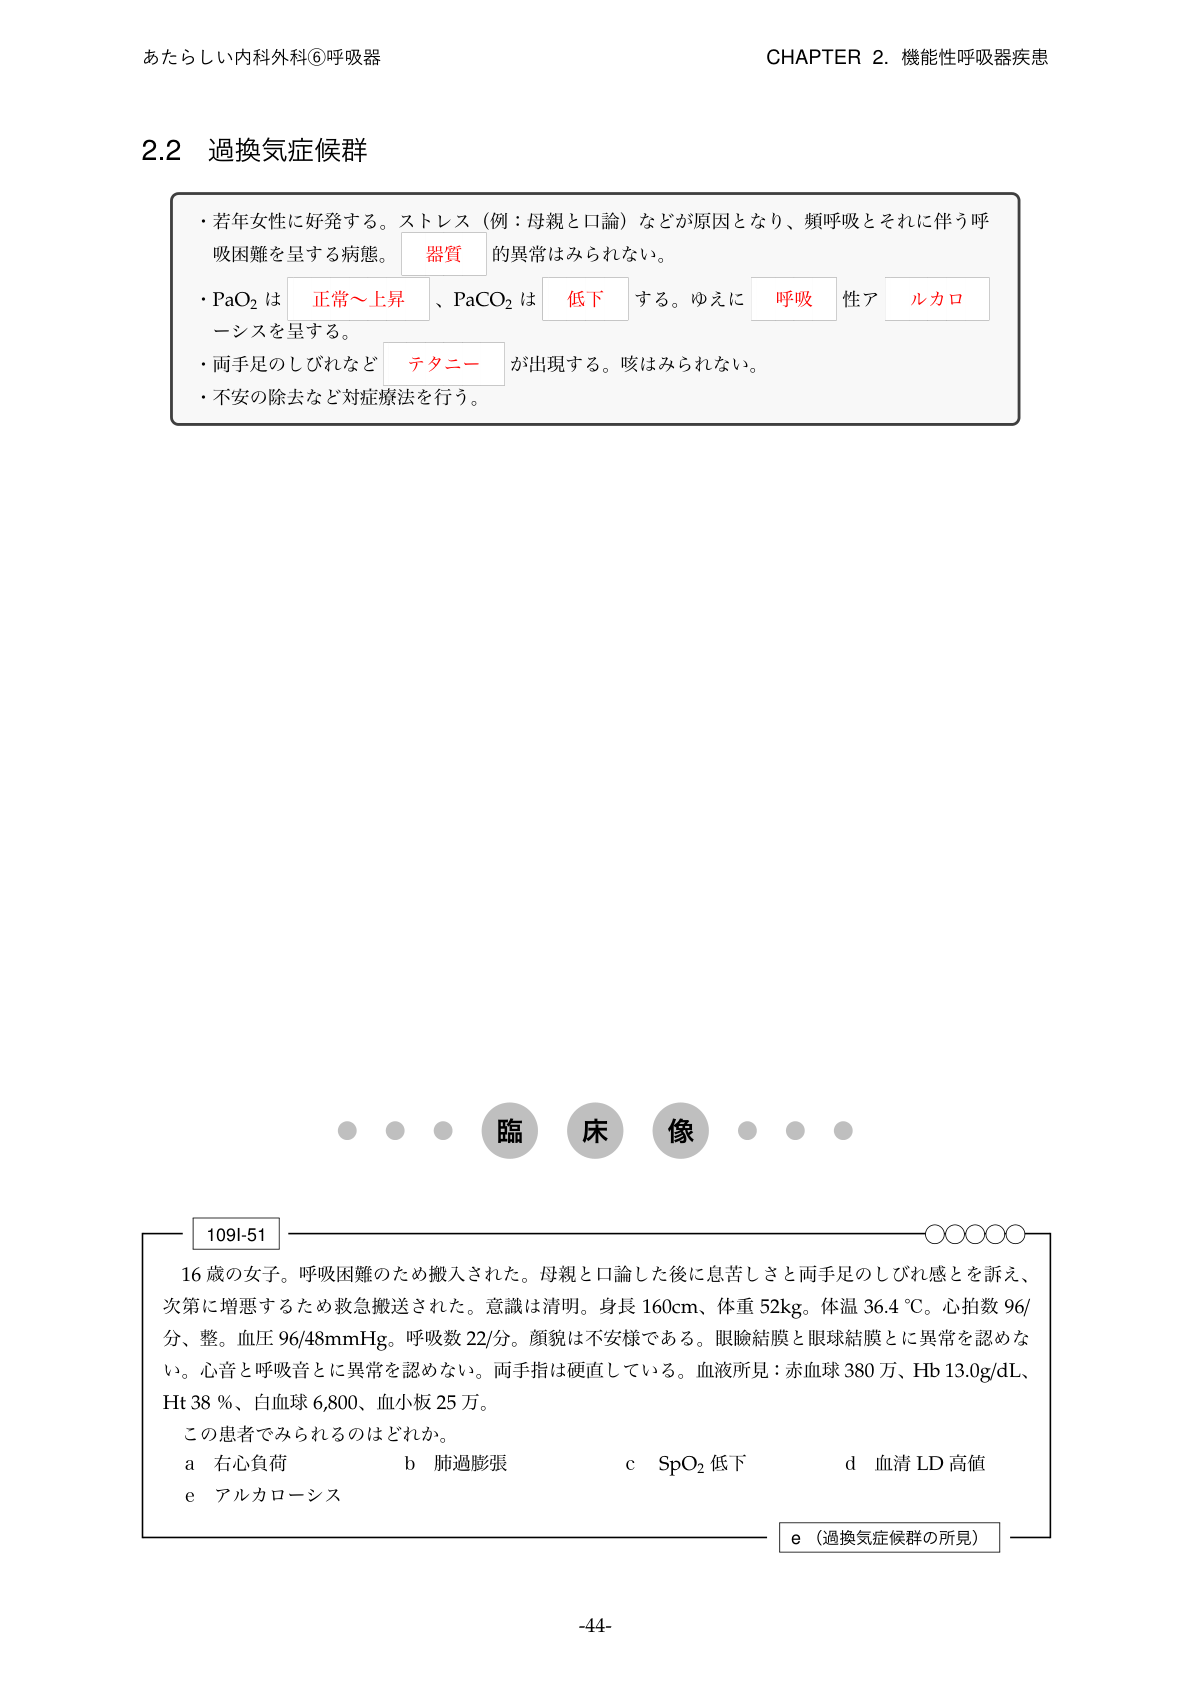 あたらしい内科外科⑥呼吸器
CHAPTER 2. 機能性呼吸器疾患
2.2 過換気症候群
・若年女性に好発する。ストレス（例：母親と口論）などが原因となり、頻呼吸とそれに伴う呼
吸困難を呈する病態。 器質 的異常はみられない。
・PaO₂ は 正常〜上昇 、PaCO₂ は 低下 する。ゆえに 呼吸 性ア ルカロ
ーシスを呈する。
・両手足のしびれなど テタニー が出現する。咳はみられない。
・不安の除去など対症療法を行う。
臨 床 像
109I-51
16 歳の女子。呼吸困難のため搬入された。母親と口論した後に息苦しさと両手足のしびれ感とを訴え、
次第に増悪するため救急搬送された。意識は清明。身長 160cm、体重 52kg。体温 36.4 ℃。心拍数 96/
分、整。血圧 96/48mmHg。呼吸数 22/分。顔貌は不安様である。眼瞼結膜と眼球結膜とに異常を認めな
い。心音と呼吸音とに異常を認めない。両手指は硬直している。血液所見：赤血球 380 万、Hb 13.0g/dL、
Ht 38 %、白血球 6,800、血小板 25 万。
この患者でみられるのはどれか。
a 右心負荷 b 肺過膨張 c SpO₂ 低下 d 血清 LD 高値
e アルカローシス
e （過換気症候群の所見）
-44-